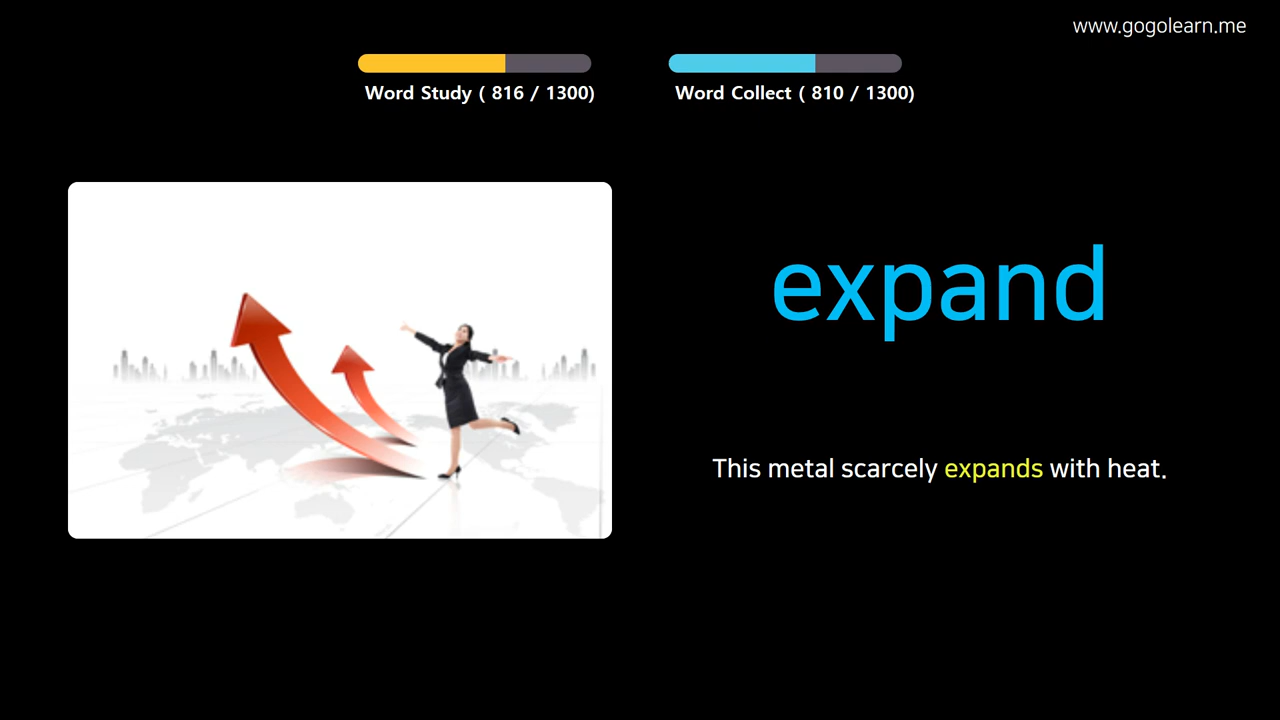 www.gogolearn.me
Word Study ( 816 / 1300)
Word Collect ( 810 / 1300)
expand
This metal scarcely expands with heat.